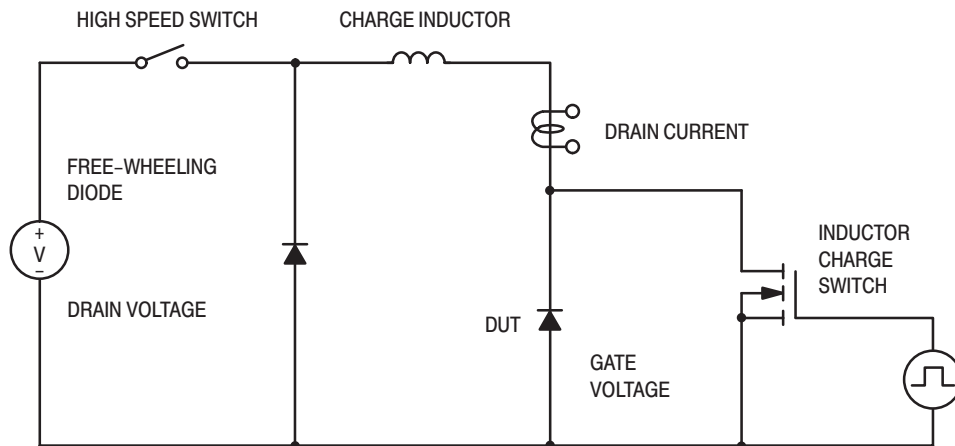 HIGH SPEED SWITCH
CHARGE INDUCTOR
DRAIN CURRENT
FREE–WHEELING
DIODE
+
V
–
INDUCTOR
CHARGE
SWITCH
DRAIN VOLTAGE
DUT
GATE
VOLTAGE